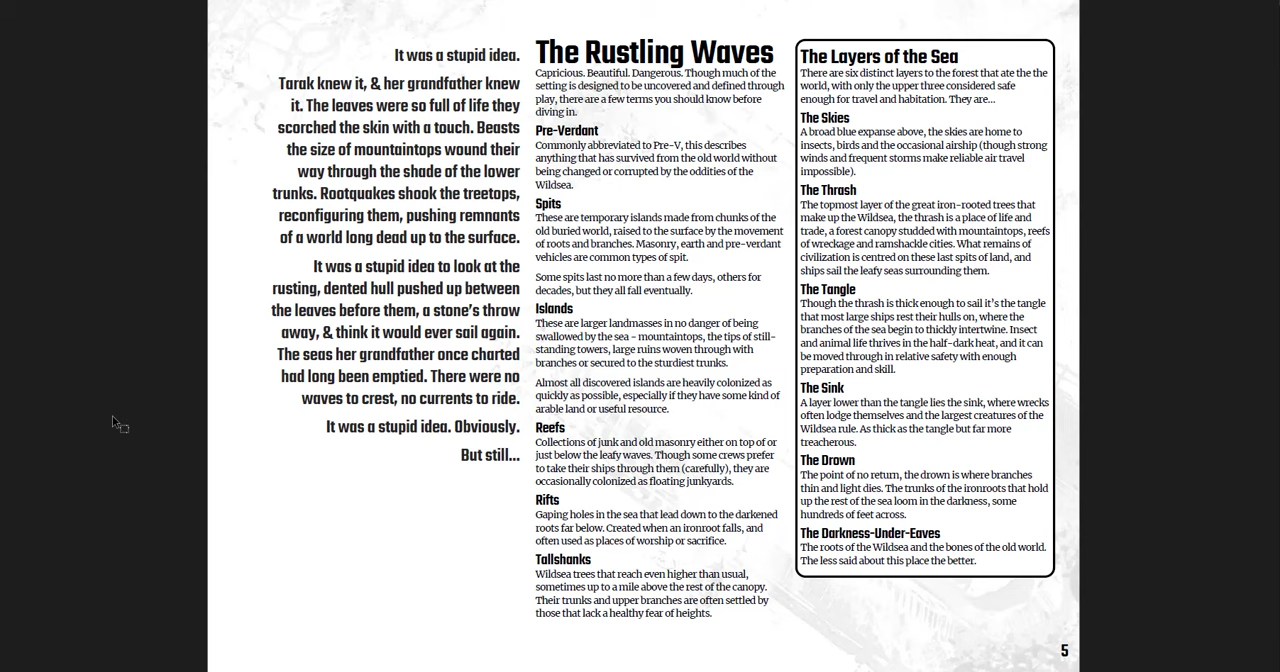 It was a stupid idea.
Tarak knew it, & her grandfather knew
it. The leaves were so full of life they
scorched the skin with a touch. Beasts
the size of mountaintops wound their
way through the shade of the lower
trunks. Rootquakes shook the treetops,
reconfiguring them, pushing remnants
of a world long dead up to the surface.
It was a stupid idea to look at the
rusting, dented hull pushed up between
the leaves before them, a stone's throw
away, & think it would ever sail again.
The seas her grandfather once charted
had long been emptied. There were no
waves to crest, no currents to ride.
It was a stupid idea. Obviously.
But still...
The Rustling Waves
Capricious. Beautiful. Dangerous. Though much of the
setting is designed to be uncovered and defined through
play, there are a few terms you should know before
diving in.
Pre-Verdant
Commonly abbreviated to Pre-V, this describes
anything that has survived from the old world without
being changed or corrupted by the oddities of the
Wildsea.
Spits
These are temporary islands made from chunks of the
old buried world, raised to the surface by the movement
of roots and branches. Masonry, earth and pre-verdant
vehicles are common types of spit.
Some spits last no more than a few days, others for
decades, but they all fall eventually.
Islands
These are larger landmasses in no danger of being
swallowed by the sea - mountaintops, the tips of still-
standing towers, large ruins woven through with
branches or secured to the sturdiest trunks.
Almost all discovered islands are heavily colonized as
quickly as possible, especially if they have some kind of
arable land or useful resource.
Reefs
Collections of junk and old masonry either on top of or
just below the leafy waves. Though some crews prefer
to take their ships through them (carefully), they are
occasionally colonized as floating junkyards.
Rifts
Gaping holes in the sea that lead down to the darkened
roots far below. Created when an ironroot falls, and
often used as places of worship or sacrifice.
Tallshanks
Wildsea trees that reach even higher than usual,
sometimes up to a mile above the rest of the canopy.
Their trunks and upper branches are often settled by
those that lack a healthy fear of heights.
The Layers of the Sea
There are six distinct layers to the forest that ate the the
world, with only the upper three considered safe
enough for travel and habitation. They are...
The Skies
A broad blue expanse above, the skies are home to
insects, birds and the occasional airship (though strong
winds and frequent storms make reliable air travel
impossible).
The Thrash
The topmost layer of the great iron-rooted trees that
make up the Wildsea, the thrash is a place of life and
trade, a forest canopy studded with mountaintops, reefs
of wreckage and ramshackle cities. What remains of
civilization is centred on these last spits of land, and
ships sail the leafy seas surrounding them.
The Tangle
Though the thrash is thick enough to sail it's the tangle
that most large ships rest their hulls on, where the
branches of the sea begin to thickly intertwine. Insect
and animal life thrives in the half-dark heat, and it can
be moved through in relative safety with enough
preparation and skill.
The Sink
A layer lower than the tangle lies the sink, where wrecks
often lodge themselves and the largest creatures of the
Wildsea rule. As thick as the tangle but far more
treacherous.
The Drown
The point of no return, the drown is where branches
thin and light dies. The trunks of the ironroots that hold
up the rest of the sea loom in the darkness, some
hundreds of feet across.
The Darkness-Under-Eaves
The roots of the Wildsea and the bones of the old world.
The less said about this place the better.
5